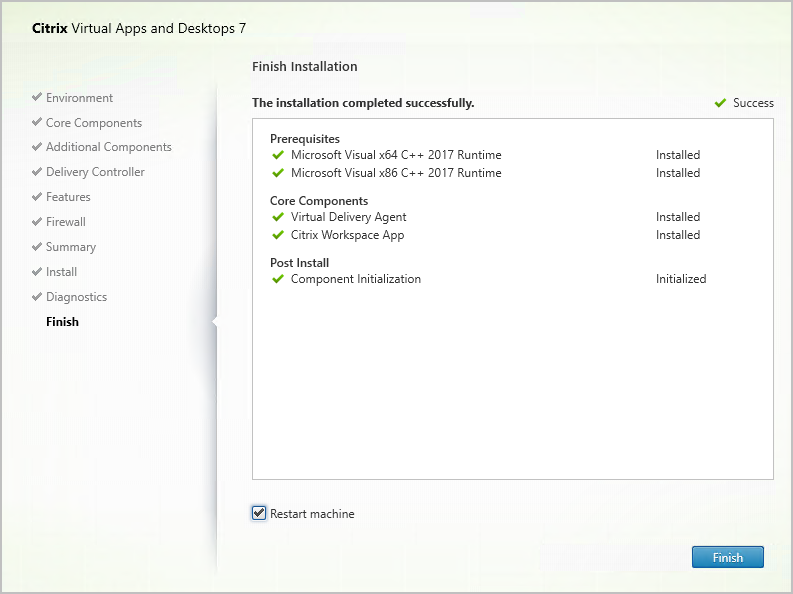 Citrix Virtual Apps and Desktops 7
Environment
Core Components
Additional Components
Delivery Controller
Features
Firewall
Summary
Install
Diagnostics
Finish
Finish Installation
The installation completed successfully. Success
Prerequisites
Microsoft Visual x64 C++ 2017 Runtime Installed
Microsoft Visual x86 C++ 2017 Runtime Installed
Core Components
Virtual Delivery Agent Installed
Citrix Workspace App Installed
Post Install
Component Initialization Initialized
Restart machine
Finish